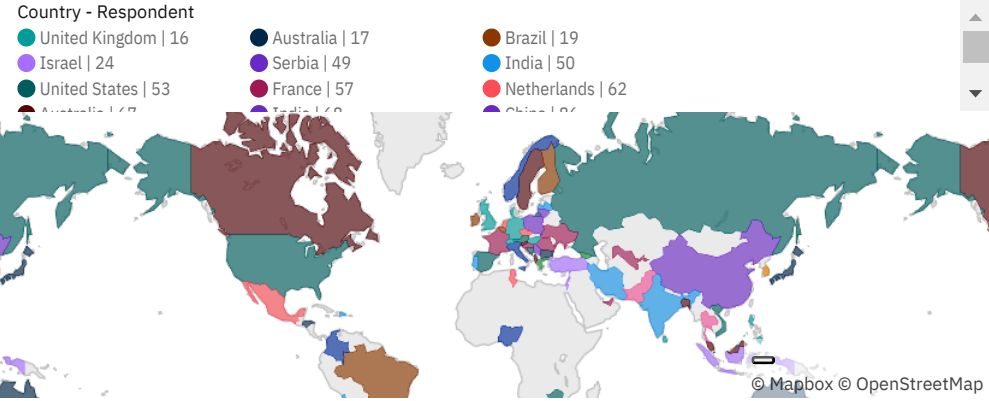 Country - Respondent
United Kingdom | 16 Australia | 17 Brazil | 19
Israel | 24 Serbia | 49 India | 50
United States | 53 France | 57 Netherlands | 62
© Mapbox © OpenStreetMap